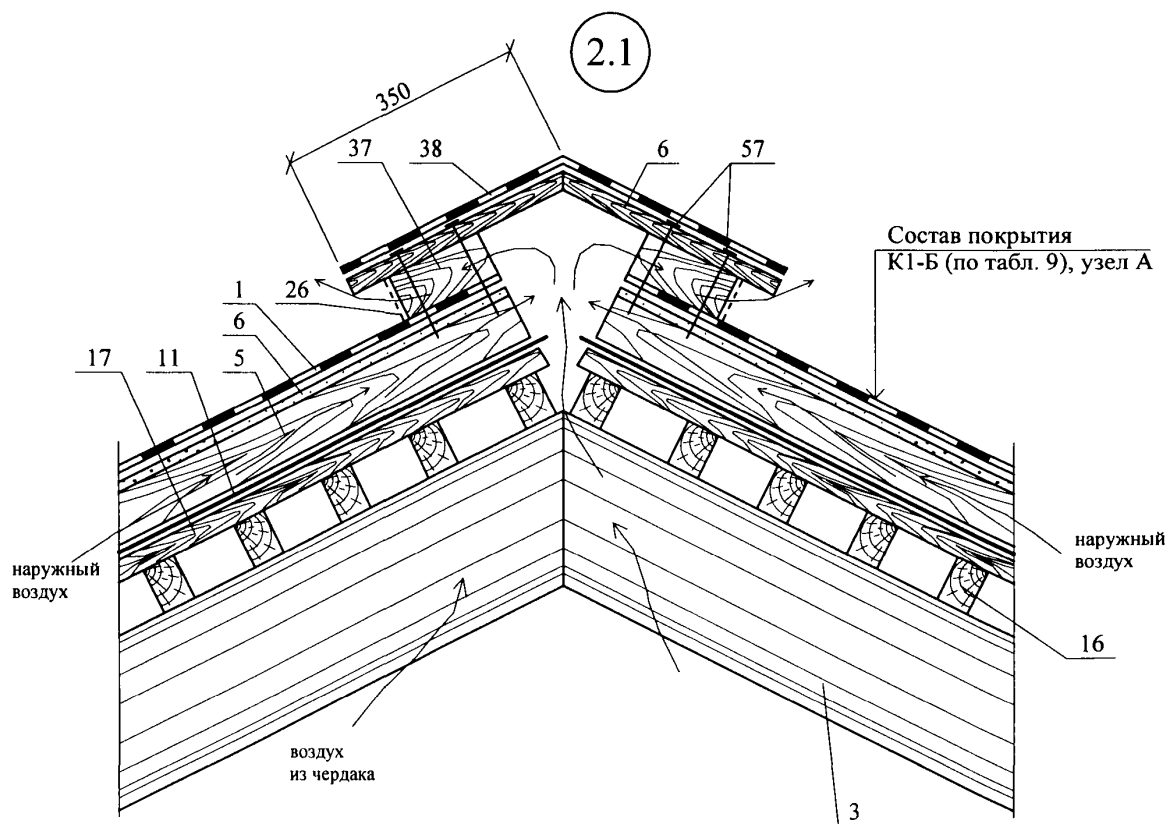 2.1
350
37
38
6
57
Состав покрытия
К1-Б (по табл. 9), узел А
26
1
6
5
11
17
наружный
воздух
наружный
воздух
16
воздух
из чердака
3